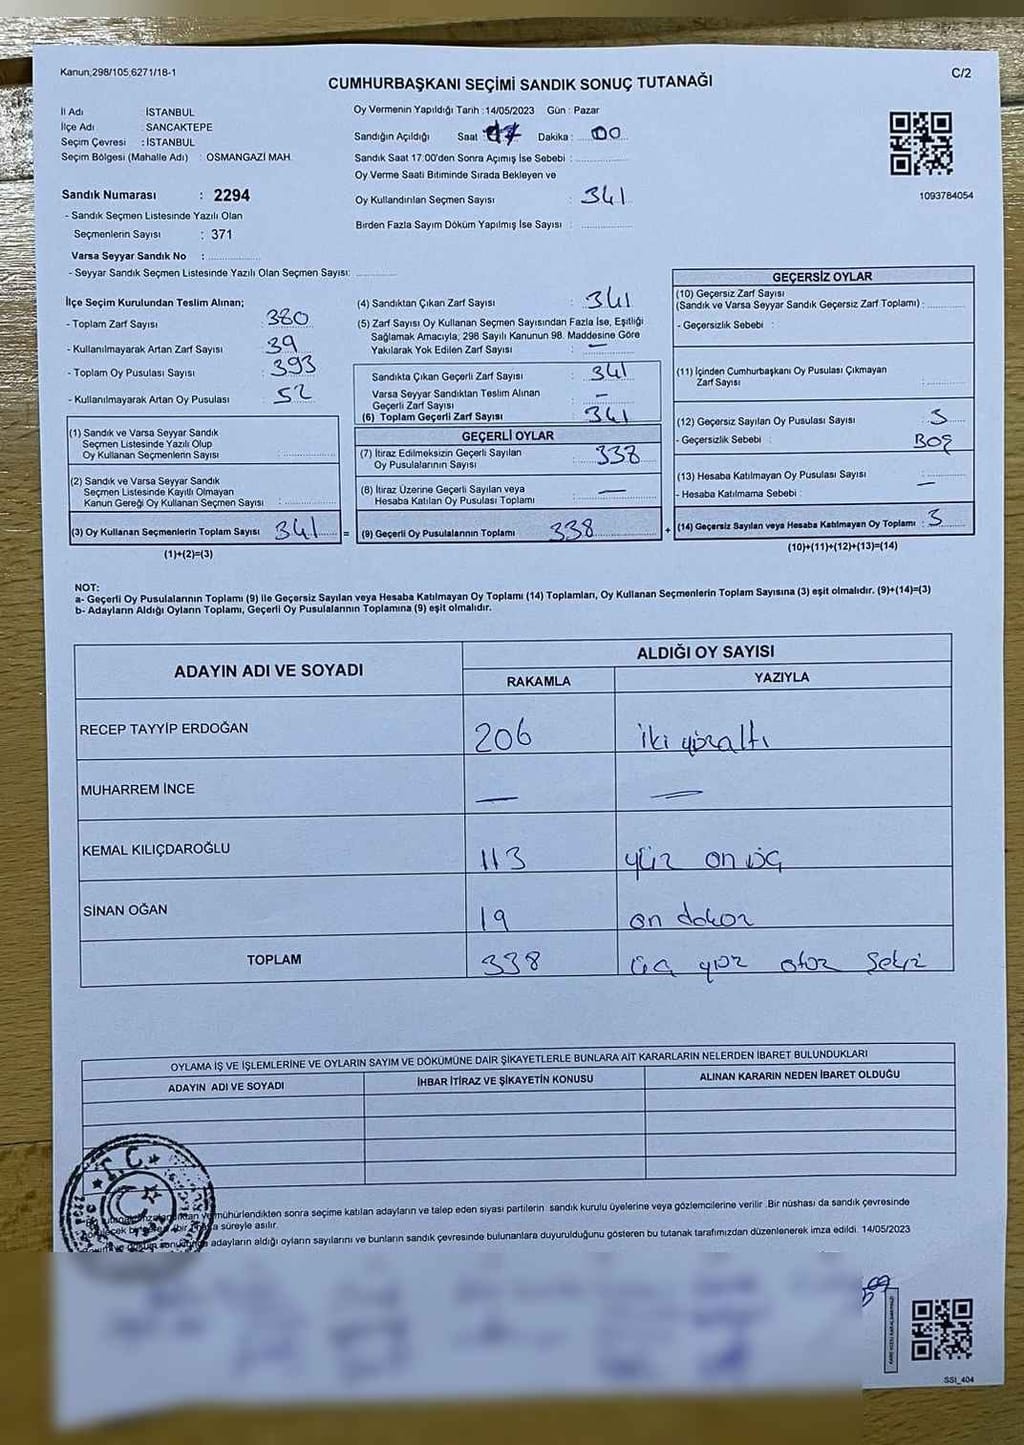 Kanun;298/105,6271/18-1
C/2
CUMHURBAŞKANI SEÇİMİ SANDIK SONUÇ TUTANAĞI
İl Adı İSTANBUL
İlçe Adı : SANCAKTEPE
Seçim Çevresi : İSTANBUL
Seçim Bölgesi (Mahalle Adı) : OSMANGAZİ MAH.
Sandık Numarası : 2294
- Sandık Seçmen Listesinde Yazılı Olan
Seçmenlerin Sayısı : 371
Varsa Seyyar Sandık No :
- Seyyar Sandık Seçmen Listesinde Yazılı Olan Seçmen Sayısı:
Oy Vermenin Yapıldığı Tarih : 14/05/2023 Gün : Pazar
Sandığın Açıldığı Saat : 17 Dakika : 00
Sandık Saat 17:00'den Sonra Açımış İse Sebebi :
Oy Verme Saati Bitiminde Sırada Bekleyen ve
Oy Kullandırılan Seçmen Sayısı : 341
Birden Fazla Sayım Döküm Yapılmış İse Sayısı :
1093784054
İlçe Seçim Kurulundan Teslim Alınan;
- Toplam Zarf Sayısı : 380
- Kullanılmayarak Artan Zarf Sayısı : 39
- Toplam Oy Pusulası Sayısı : 393
- Kullanılmayarak Artan Oy Pusulası : 52
(1) Sandık ve Varsa Seyyar Sandık
Seçmen Listesinde Yazılı Olup
Oy Kullanan Seçmenlerin Sayısı :
(2) Sandık ve Varsa Seyyar Sandık
Seçmen Listesinde Kayıtlı Olmayan
Kanun Gereği Oy Kullanan Seçmen Sayısı :
(3) Oy Kullanan Seçmenlerin Toplam Sayısı : 341 =
(1)+(2)=(3)
(4) Sandıktan Çıkan Zarf Sayısı : 341
(5) Zarf Sayısı Oy Kullanan Seçmen Sayısından Fazla İse, Eşitliği
Sağlamak Amacıyla; 298 Sayılı Kanunun 98. Maddesine Göre
Yakılarak Yok Edilen Zarf Sayısı : —
Sandıkta Çıkan Geçerli Zarf Sayısı : 341
Varsa Seyyar Sandıktan Teslim Alınan
Geçerli Zarf Sayısı : —
(6) Toplam Geçerli Zarf Sayısı : 341
GEÇERLİ OYLAR
(7) İtiraz Edilmeksizin Geçerli Sayılan
Oy Pusulalarının Sayısı : 338
(8) İtiraz Üzerine Geçerli Sayılan veya
Hesaba Katılan Oy Pusulası Toplamı : —
(9) Geçerli Oy Pusulalarının Toplamı : 338 +
GEÇERSİZ OYLAR
(10) Geçersiz Zarf Sayısı
(Sandık ve Varsa Seyyar Sandık Geçersiz Zarf Toplamı) :
- Geçersizlik Sebebi :
(11) İçinden Cumhurbaşkanı Oy Pusulası Çıkmayan
Zarf Sayısı :
(12) Geçersiz Sayılan Oy Pusulası Sayısı : 3
- Geçersizlik Sebebi : Boş
(13) Hesaba Katılmayan Oy Pusulası Sayısı : —
- Hesaba Katılmama Sebebi :
(14) Geçersiz Sayılan veya Hesaba Katılmayan Oy Toplamı : 3
(10)+(11)+(12)+(13)=(14)
NOT:
a- Geçerli Oy Pusulalarının Toplamı (9) ile Geçersiz Sayılan veya Hesaba Katılmayan Oy Toplamı (14) Toplamları, Oy Kullanan Seçmenlerin Toplam Sayısına (3) eşit olmalıdır. (9)+(14)=(3)
b- Adayların Aldığı Oyların Toplamı, Geçerli Oy Pusulalarının Toplamına (9) eşit olmalıdır.
ADAYIN ADI VE SOYADI ALDIĞI OY SAYISI
RAKAMLA YAZIYLA
RECEP TAYYİP ERDOĞAN 206 iki yüzaltı
MUHARREM İNCE — —
KEMAL KILIÇDAROĞLU 113 yüz on üç
SİNAN OĞAN 19 on dokuz
TOPLAM 338 üç yüz otuz sekiz
OYLAMA İŞ VE İŞLEMLERİNE VE OYLARIN SAYIM VE DÖKÜMÜNE DAİR ŞİKAYETLERLE BUNLARA AİT KARARLARIN NELERDEN İBARET BULUNDUKLARI
ADAYIN ADI VE SOYADI İHBAR İTİRAZ VE ŞİKAYETİN KONUSU ALINAN KARARIN NEDEN İBARET OLDUĞU
T.C.
mühürlendikten sonra seçime katılan adayların ve talep eden siyasi partilerin sandık kurulu üyelerine veya gözlemcilerine verilir. Bir nüshası da sandık çevresinde
süreyle asılır.
adayların aldığı oyların sayılarını ve bunların sandık çevresinde bulunanlara duyurulduğunu gösteren bu tutanak tarafımızdan düzenlenerek imza edildi. 14/05/2023
SSİ_404